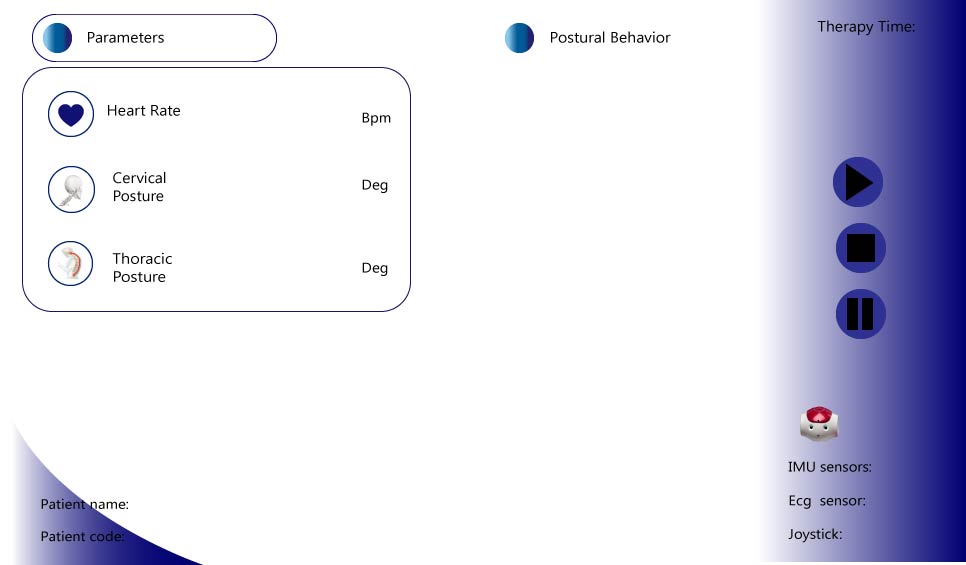 Parameters
Heart Rate
Bpm
Cervical
Posture
Deg
Thoracic
Posture
Deg
Postural Behavior
Therapy Time:
Patient name:
Patient code:
IMU sensors:
Ecg  sensor:
Joystick: